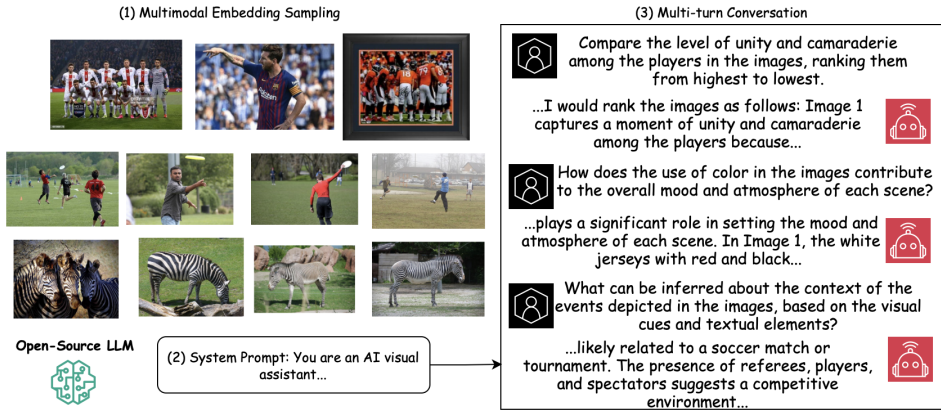 (1) Multimodal Embedding Sampling
(3) Multi-turn Conversation
Compare the level of unity and camaraderie
among the players in the images, ranking them
from highest to lowest.
...I would rank the images as follows: Image 1
captures a moment of unity and camaraderie
among the players because...
How does the use of color in the images contribute
to the overall mood and atmosphere of each scene?
...plays a significant role in setting the mood and
atmosphere of each scene. In Image 1, the white
jerseys with red and black...
What can be inferred about the context of the
events depicted in the images, based on the visual
cues and textual elements?
...likely related to a soccer match or
tournament. The presence of referees, players,
and spectators suggests a competitive
environment...
Open-Source LLM
(2) System Prompt: You are an AI visual
assistant...